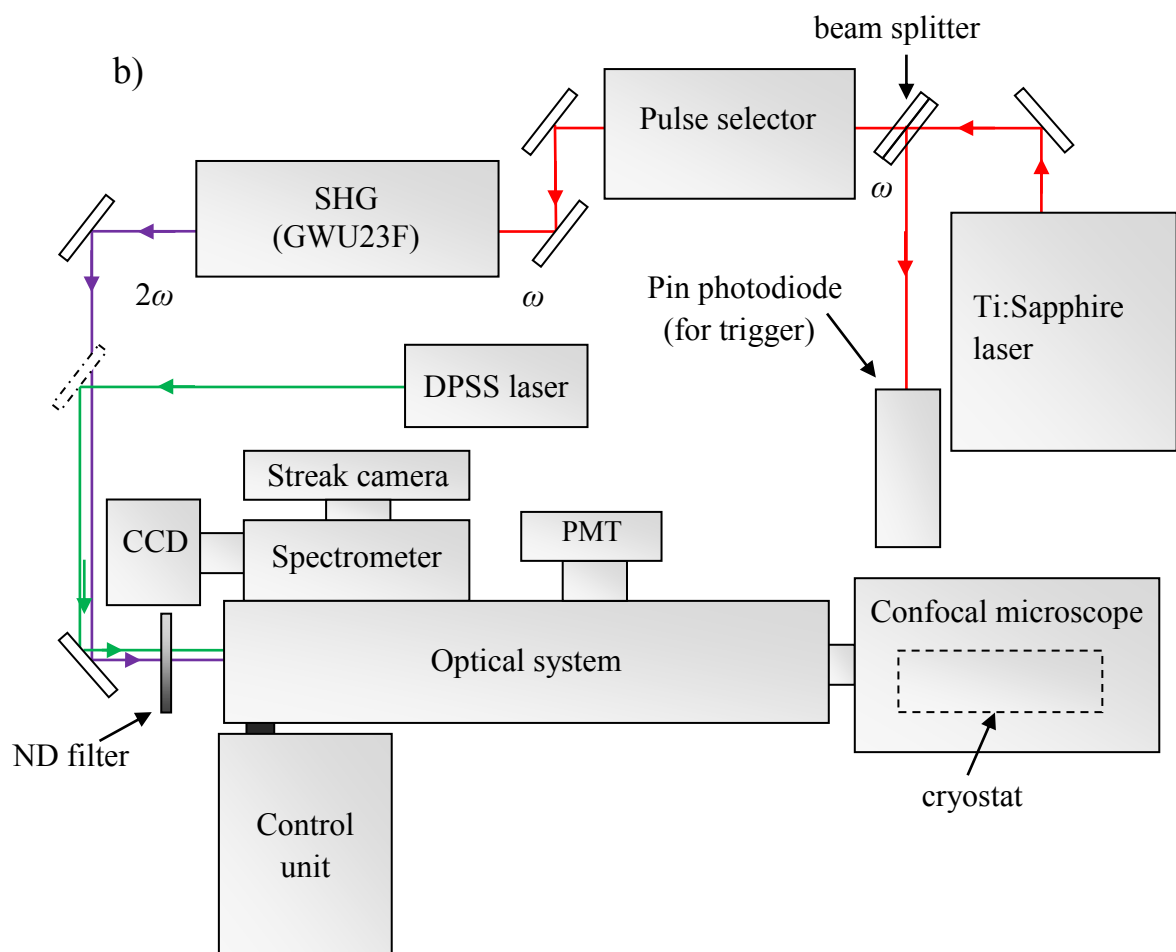 beam splitter
b)
Pulse selector
ω
SHG
(GWU23F)
2ω
ω
Pin photodiode
(for trigger)
Ti:Sapphire
laser
DPSS laser
Streak camera
CCD
Spectrometer
PMT
Confocal microscope
Optical system
ND filter
cryostat
Control
unit